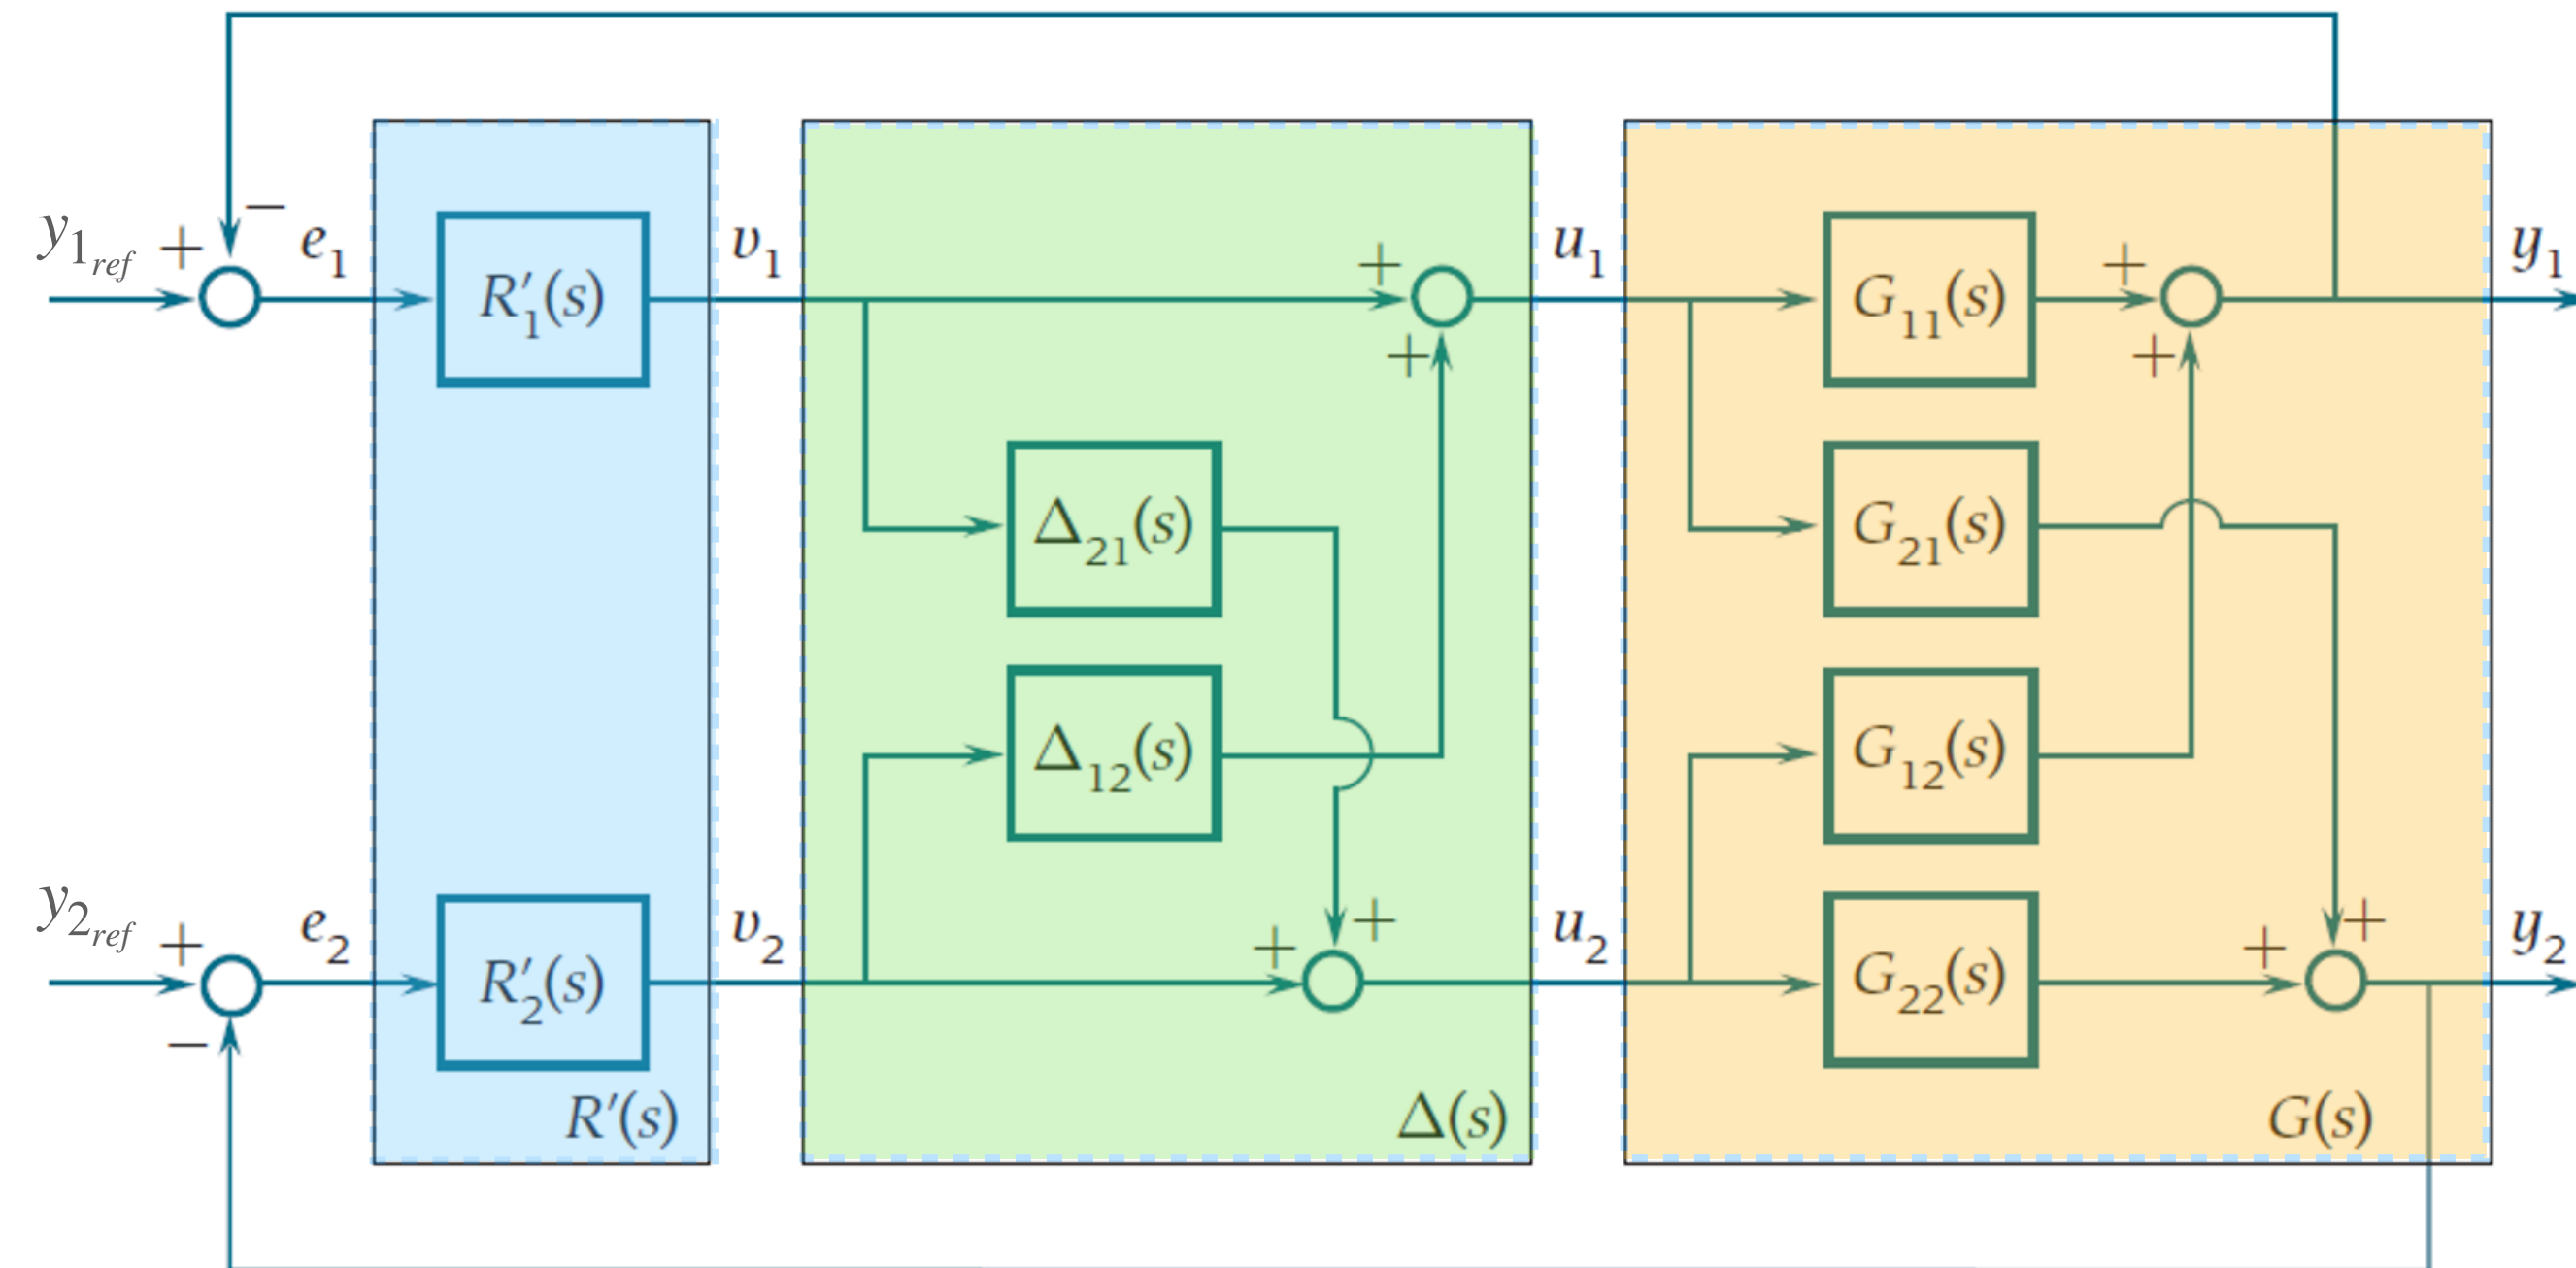 y₁ref + − e₁ R′₁(s) v₁ + + u₁ G₁₁(s) + + y₁
Δ₂₁(s) G₂₁(s)
Δ₁₂(s) G₁₂(s)
y₂ref + − e₂ R′₂(s) v₂ + + u₂ G₂₂(s) + + y₂
R′(s) Δ(s) G(s)